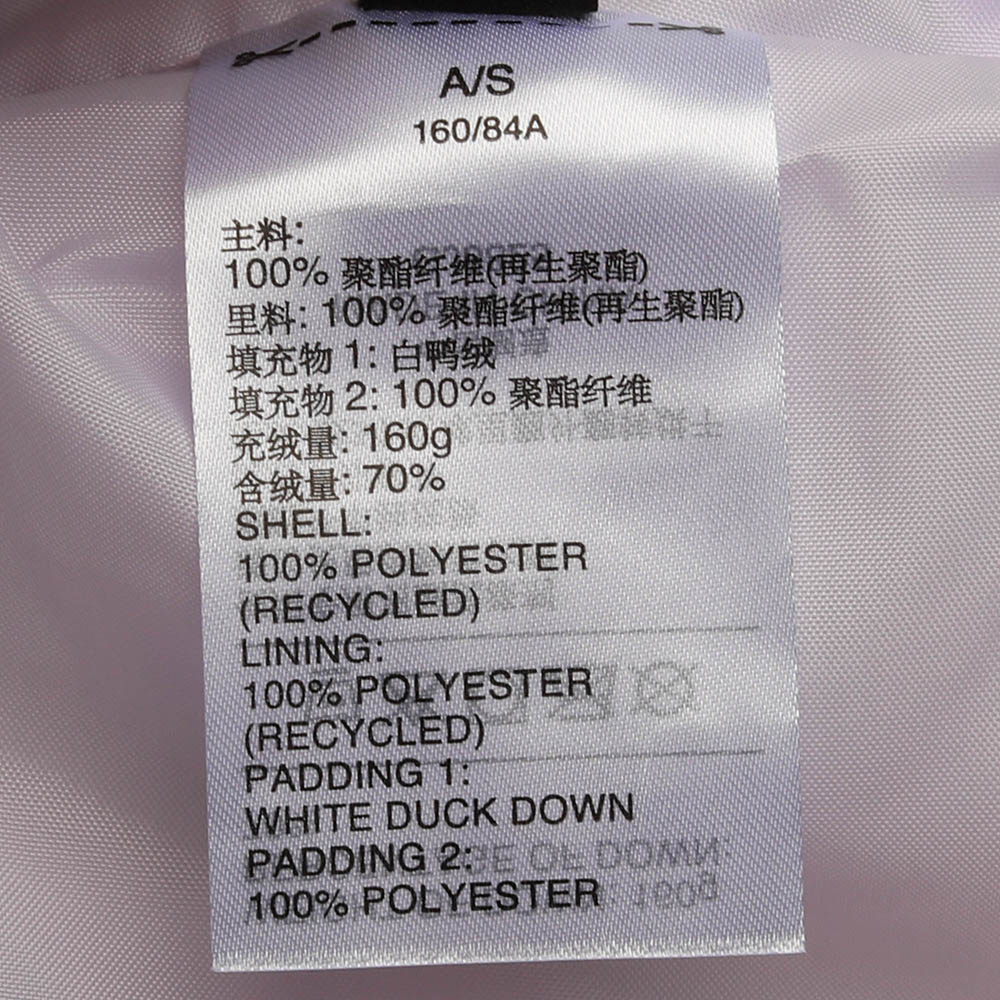 A/S
160/84A
主料:
100% 聚酯纤维(再生聚酯)
里料: 100% 聚酯纤维(再生聚酯)
填充物 1: 白鸭绒
填充物 2: 100% 聚酯纤维
充绒量: 160g
含绒量: 70%
SHELL:
100% POLYESTER
(RECYCLED)
LINING:
100% POLYESTER
(RECYCLED)
PADDING 1:
WHITE DUCK DOWN
PADDING 2:
100% POLYESTER